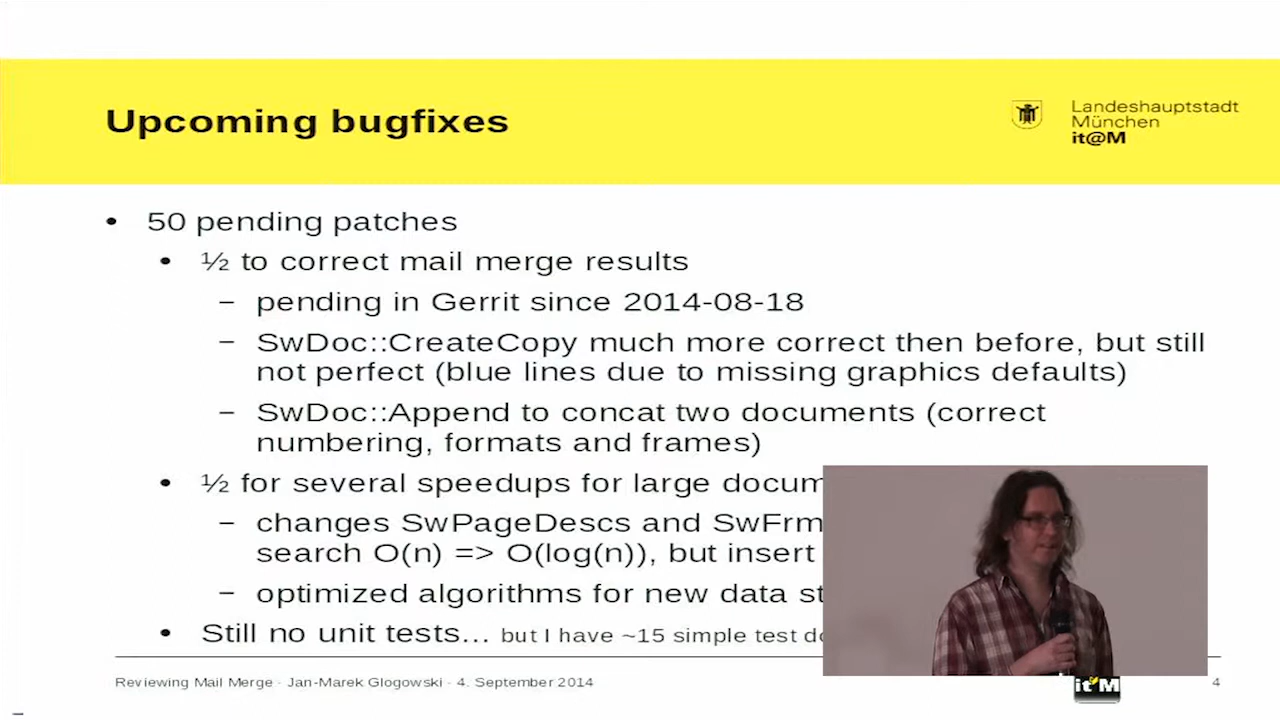 Upcoming bugfixes
Landeshauptstadt
München
it@M
• 50 pending patches
• ½ to correct mail merge results
– pending in Gerrit since 2014-08-18
– SwDoc::CreateCopy much more correct then before, but still
not perfect (blue lines due to missing graphics defaults)
– SwDoc::Append to concat two documents (correct
numbering, formats and frames)
• ½ for several speedups for large docum
– changes SwPageDescs and SwFrm
search O(n) => O(log(n)), but insert
– optimized algorithms for new data st
• Still no unit tests... but I have ~15 simple test do
Reviewing Mail Merge · Jan-Marek Glogowski · 4. September 2014
it'M
4